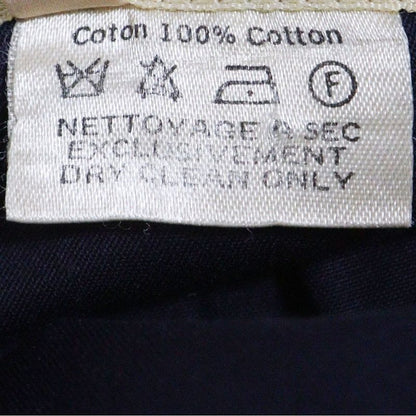 Coton 100% Cotton
F
NETTOYAGE A SEC
EXCLUSIVEMENT
DRY CLEAN ONLY